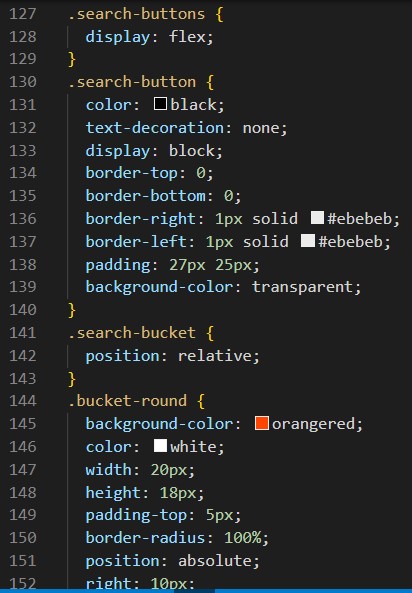 127 .search-buttons {
128 display: flex;
129 }
130 .search-button {
131 color: black;
132 text-decoration: none;
133 display: block;
134 border-top: 0;
135 border-bottom: 0;
136 border-right: 1px solid #ebebeb;
137 border-left: 1px solid #ebebeb;
138 padding: 27px 25px;
139 background-color: transparent;
140 }
141 .search-bucket {
142 position: relative;
143 }
144 .bucket-round {
145 background-color: orangered;
146 color: white;
147 width: 20px;
148 height: 18px;
149 padding-top: 5px;
150 border-radius: 100%;
151 position: absolute;
152 right: 10px;